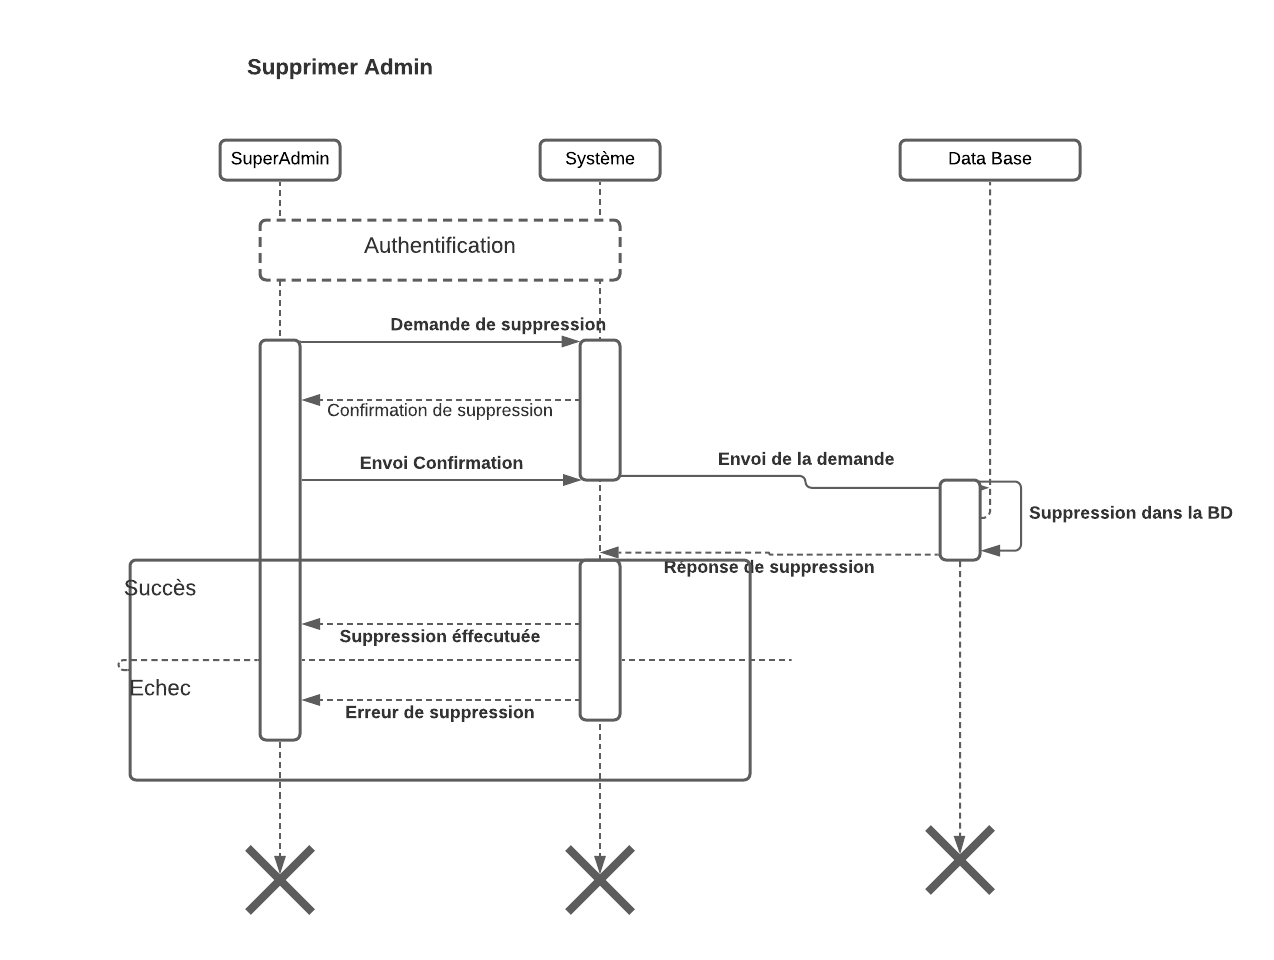 Supprimer Admin
SuperAdmin
Système
Data Base
Authentification
Demande de suppression
Confirmation de suppression
Envoi Confirmation
Envoi de la demande
Suppression dans la BD
Réponse de suppression
Succès
Suppression éffecutuée
Echec
Erreur de suppression